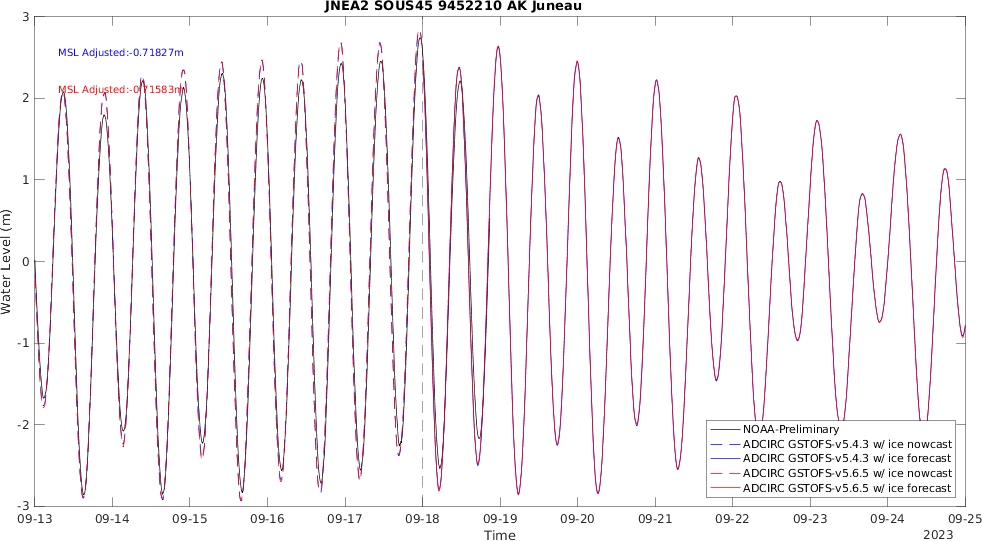 JNEA2 SOUS45 9452210 AK Juneau
MSL Adjusted:-0.71827m
MSL Adjusted:-0.71583m
Water Level (m)
3
2
1
0
-1
-2
-3
NOAA-Preliminary
ADCIRC GSTOFS-v5.4.3 w/ ice nowcast
ADCIRC GSTOFS-v5.4.3 w/ ice forecast
ADCIRC GSTOFS-v5.6.5 w/ ice nowcast
ADCIRC GSTOFS-v5.6.5 w/ ice forecast
09-13 09-14 09-15 09-16 09-17 09-18 09-19 09-20 09-21 09-22 09-23 09-24 09-25
Time
2023